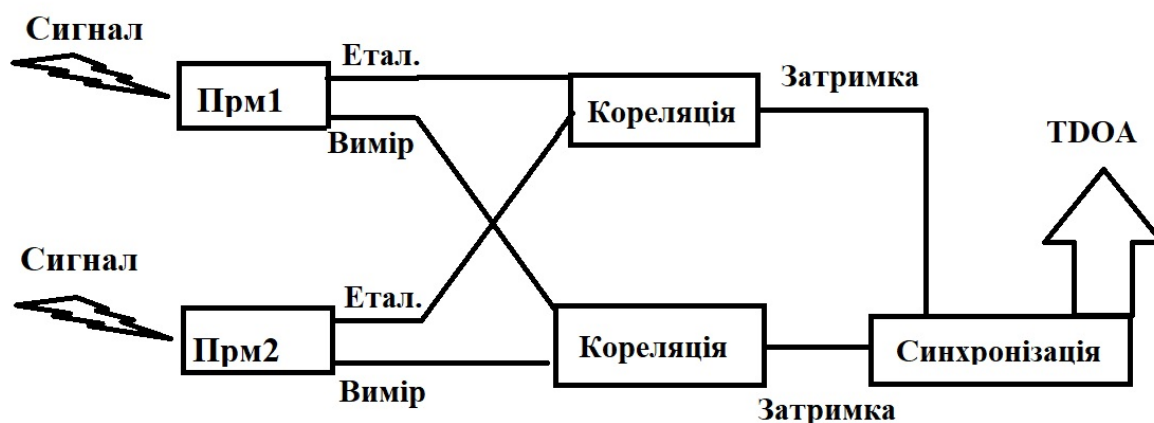 Сигнал
Етал.
Прм1
Вимір
Кореляція
Затримка
TDOA
Сигнал
Етал.
Прм2
Вимір
Кореляція
Затримка
Синхронізація